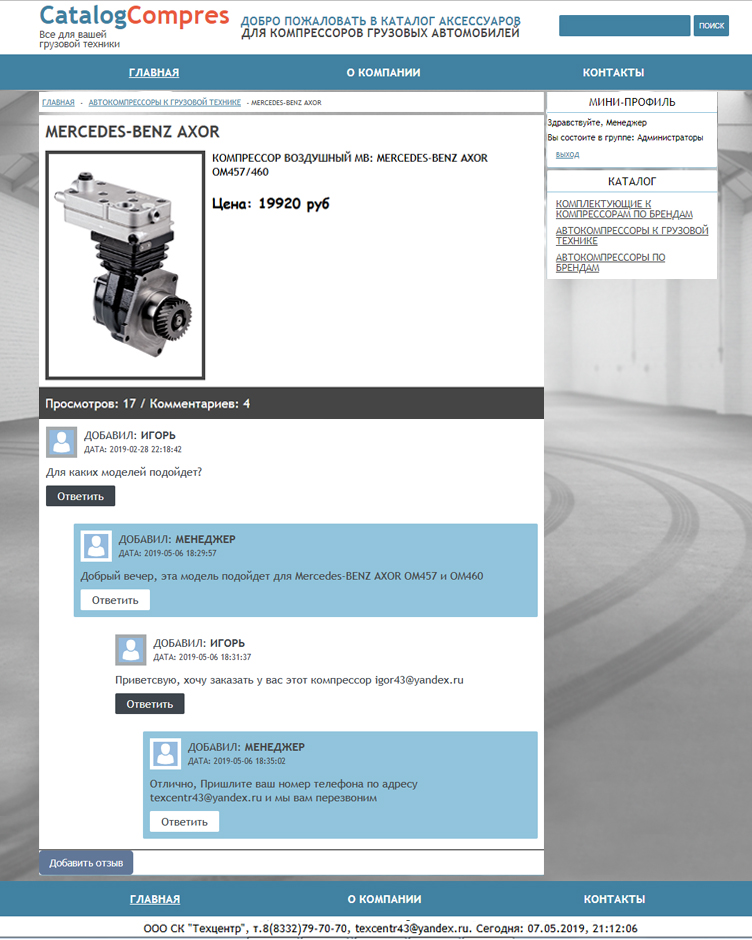 CatalogCompres
Все для вашей
грузовой техники
ДОБРО ПОЖАЛОВАТЬ В КАТАЛОГ АКСЕССУАРОВ
ДЛЯ КОМПРЕССОРОВ ГРУЗОВЫХ АВТОМОБИЛЕЙ
ПОИСК
ГЛАВНАЯ О КОМПАНИИ КОНТАКТЫ
ГЛАВНАЯ - АВТОКОМПРЕССОРЫ К ГРУЗОВОЙ ТЕХНИКЕ - MERCEDES-BENZ AXOR
MERCEDES-BENZ AXOR
КОМПРЕССОР ВОЗДУШНЫЙ MB: MERCEDES-BENZ AXOR
OM457/460
Цена: 19920 руб
Просмотров: 17 / Комментариев: 4
ДОБАВИЛ: ИГОРЬ
ДАТА: 2019-02-28 22:18:42
Для каких моделей подойдет?
Ответить
ДОБАВИЛ: МЕНЕДЖЕР
ДАТА: 2019-05-06 18:29:57
Добрый вечер, эта модель подойдет для Mercedes-BENZ AXOR OM457 и OM460
Ответить
ДОБАВИЛ: ИГОРЬ
ДАТА: 2019-05-06 18:31:37
Приветсвую, хочу заказать у вас этот компрессор igor43@yandex.ru
Ответить
ДОБАВИЛ: МЕНЕДЖЕР
ДАТА: 2019-05-06 18:35:02
Отлично, Пришлите ваш номер телефона по адресу
texcentr43@yandex.ru и мы вам перезвоним
Ответить
Добавить отзыв
МИНИ-ПРОФИЛЬ
Здравствуйте, Менеджер
Вы состоите в группе: Администраторы
выход
КАТАЛОГ
КОМПЛЕКТУЮЩИЕ К
КОМПРЕССОРАМ ПО БРЕНДАМ
АВТОКОМПРЕССОРЫ К ГРУЗОВОЙ
ТЕХНИКЕ
АВТОКОМПРЕССОРЫ ПО
БРЕНДАМ
ГЛАВНАЯ О КОМПАНИИ КОНТАКТЫ
ООО СК "Техцентр", т.8(8332)79-70-70, texcentr43@yandex.ru. Сегодня: 07.05.2019, 21:12:06